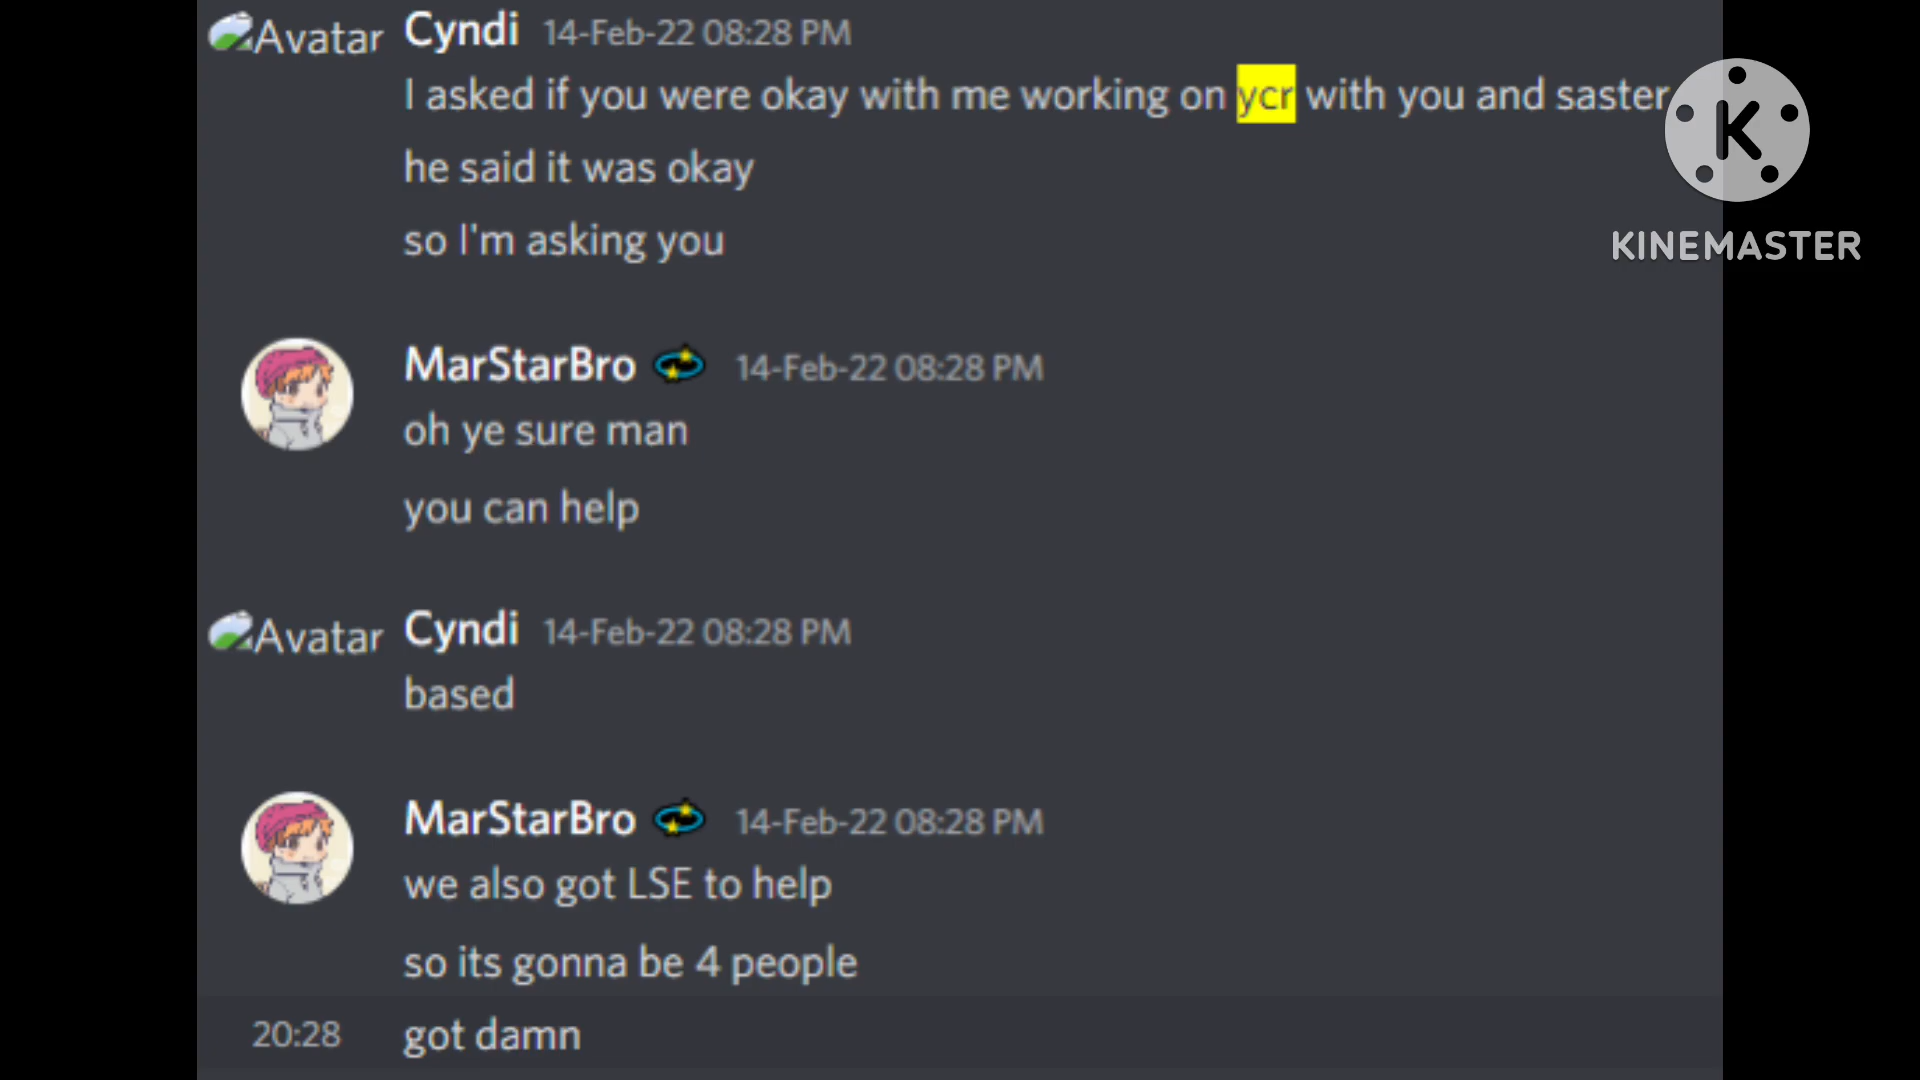 Avatar Cyndi 14-Feb-22 08:28 PM
I asked if you were okay with me working on ycr with you and saster
he said it was okay
so I'm asking you
K
KINEMASTER
MarStarBro 14-Feb-22 08:28 PM
oh ye sure man
you can help
Avatar Cyndi 14-Feb-22 08:28 PM
based
MarStarBro 14-Feb-22 08:28 PM
we also got LSE to help
so its gonna be 4 people
20:28 got damn